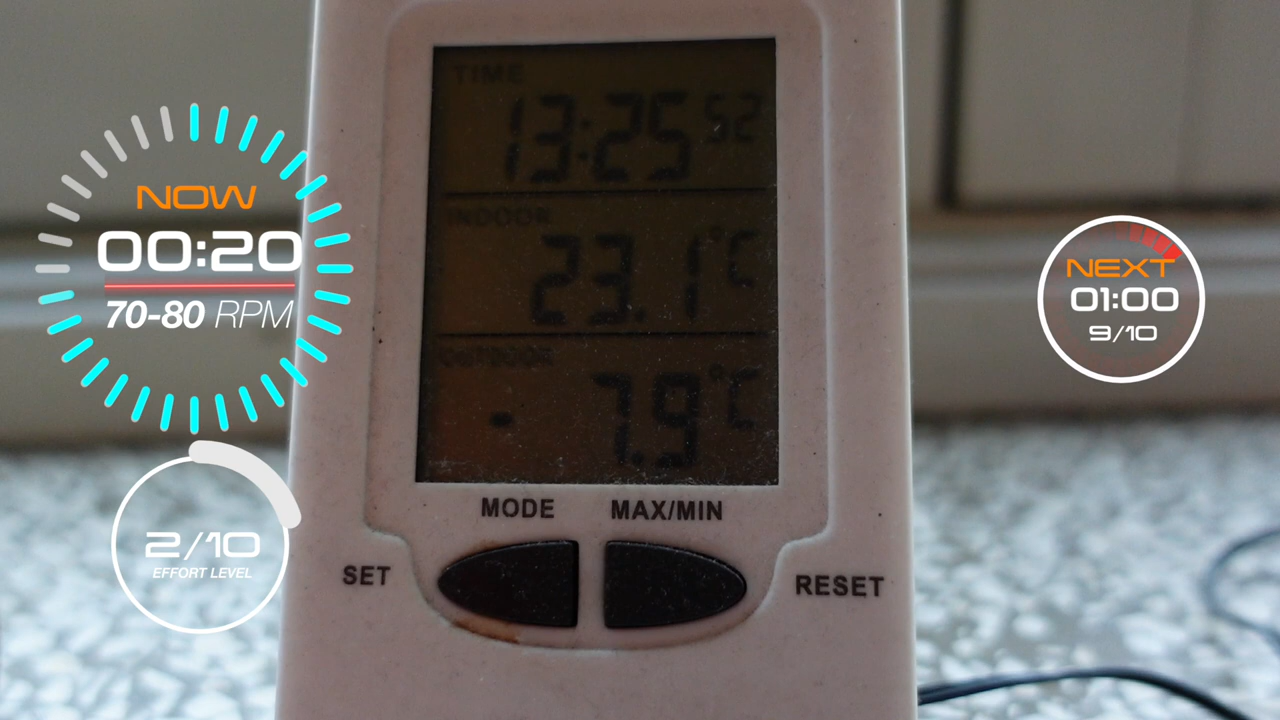 TIME
13:25 52
INDOOR
23.1°C
OUTDOOR
-7.9°C
MODE MAX/MIN
SET RESET
NOW
00:20
70-80 RPM
2/10
EFFORT LEVEL
NEXT
01:00
9/10